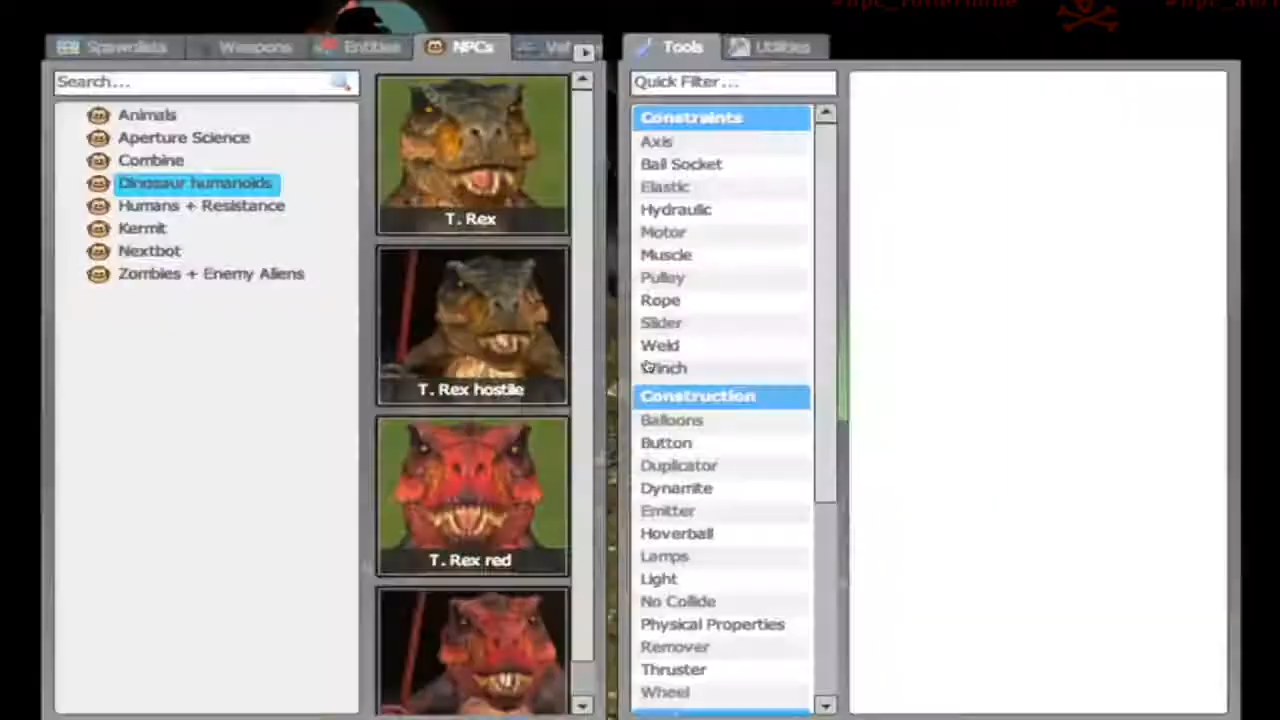 Spawnlists
Weapons
Entities
NPCs
Tools
Utilities
Search...
Animals
Aperture Science
Combine
Dinosaur humanoids
Humans + Resistance
Kermit
Nextbot
Zombies + Enemy Aliens
T. Rex
T. Rex hostile
T. Rex red
Quick Filter...
Constraints
Axis
Ball Socket
Elastic
Hydraulic
Motor
Muscle
Pulley
Rope
Slider
Weld
Winch
Construction
Balloons
Button
Duplicator
Dynamite
Emitter
Hoverball
Lamps
Light
No Collide
Physical Properties
Remover
Thruster
Wheel